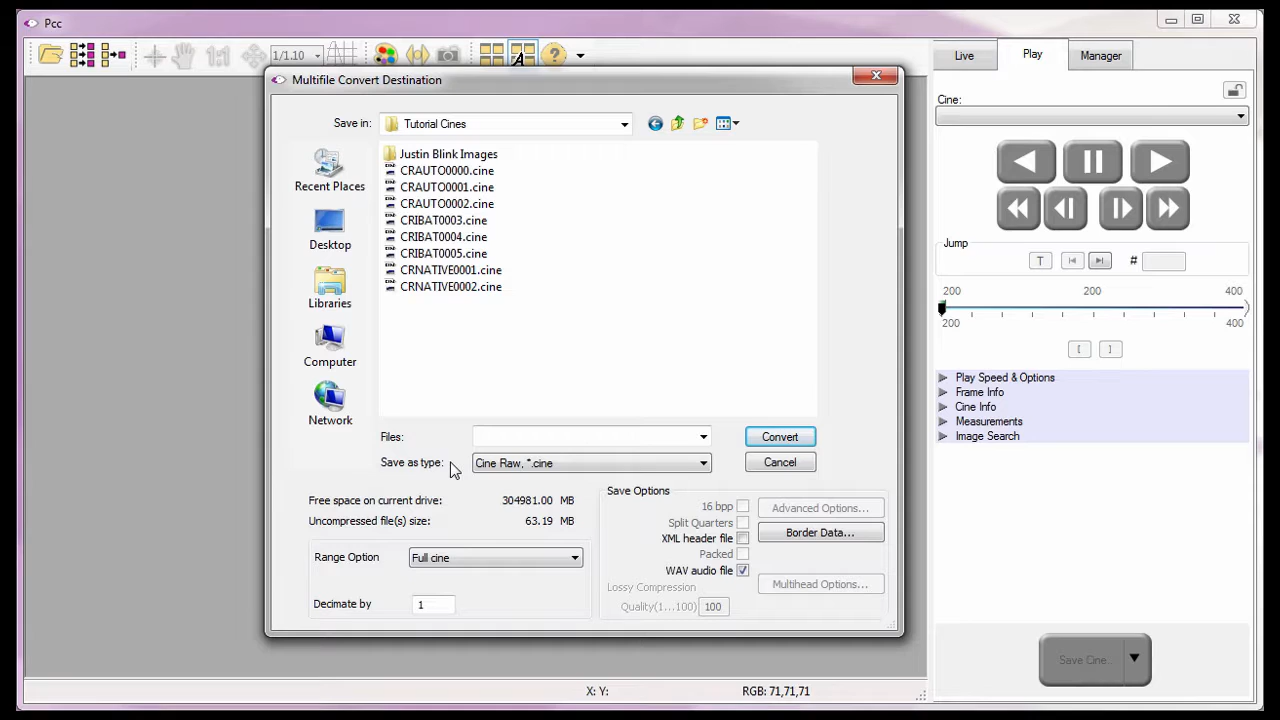 Pcc
1:1
1/1.10
A
?
Multifile Convert Destination
Save in: Tutorial Cines
Recent Places
Desktop
Libraries
Computer
Network
Justin Blink Images
CRAUTO0000.cine
CRAUTO0001.cine
CRAUTO0002.cine
CRIBAT0003.cine
CRIBAT0004.cine
CRIBAT0005.cine
CRNATIVE0001.cine
CRNATIVE0002.cine
Files:
Convert
Save as type: Cine Raw, *.cine
Cancel
Free space on current drive: 304981.00 MB
Uncompressed file(s) size: 63.19 MB
Range Option Full cine
Decimate by 1
Save Options
16 bpp
Split Quarters
XML header file
Packed
WAV audio file
Lossy Compression
Quality(1...100) 100
Advanced Options...
Border Data...
Multihead Options...
Live
Play
Manager
Cine:
Jump
T
#
200 200 400
200 400
[ ]
Play Speed & Options
Frame Info
Cine Info
Measurements
Image Search
Save Cine...
X: Y:
RGB: 71,71,71